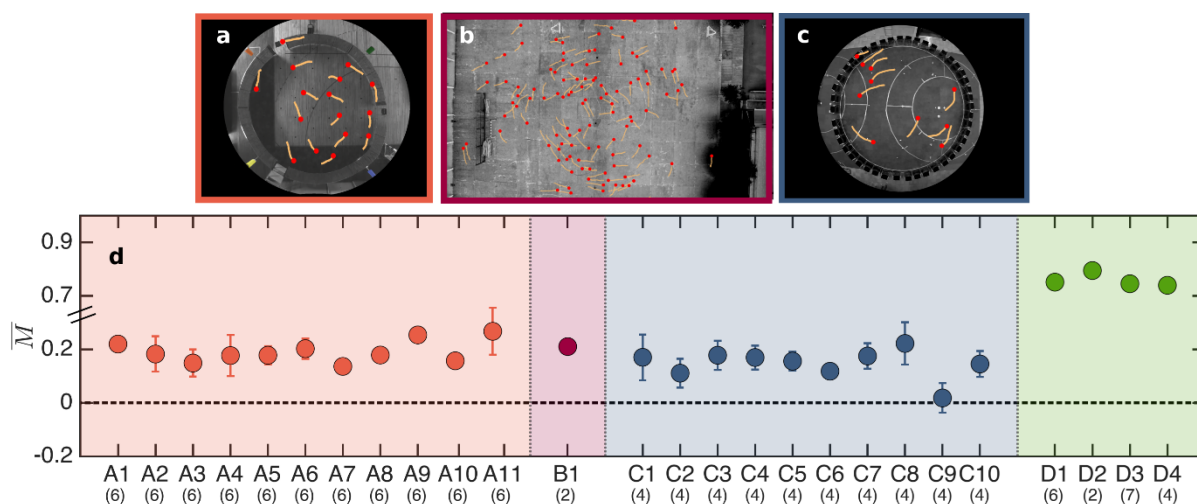 a
b
c
d
0.9
0.7
0.2
0
-0.2
M
A1 A2 A3 A4 A5 A6 A7 A8 A9 A10 A11 B1 C1 C2 C3 C4 C5 C6 C7 C8 C9 C10 D1 D2 D3 D4
(6) (6) (6) (6) (6) (6) (6) (6) (6) (6) (6) (2) (4) (4) (4) (4) (4) (4) (4) (4) (4) (4) (6) (2) (7) (4)